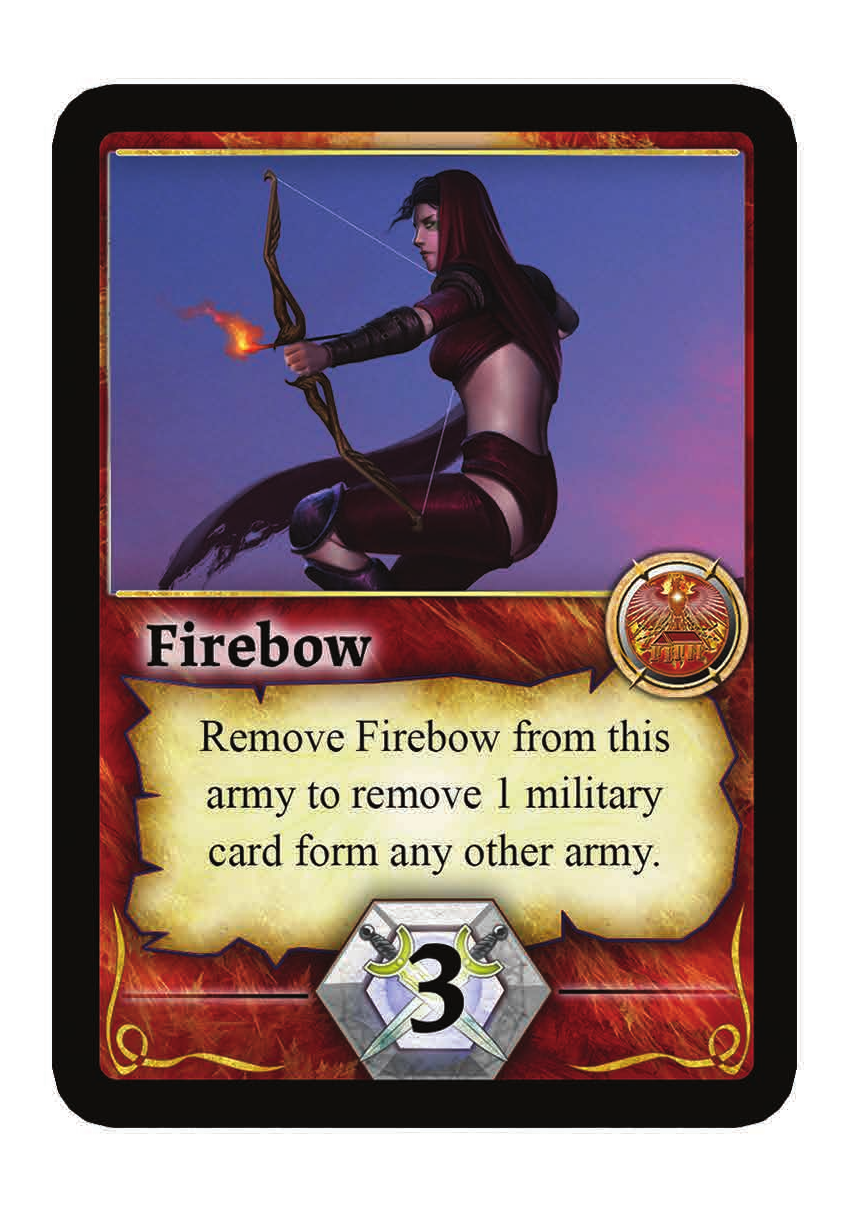 Firebow
Remove Firebow from this
army to remove 1 military
card form any other army.
3